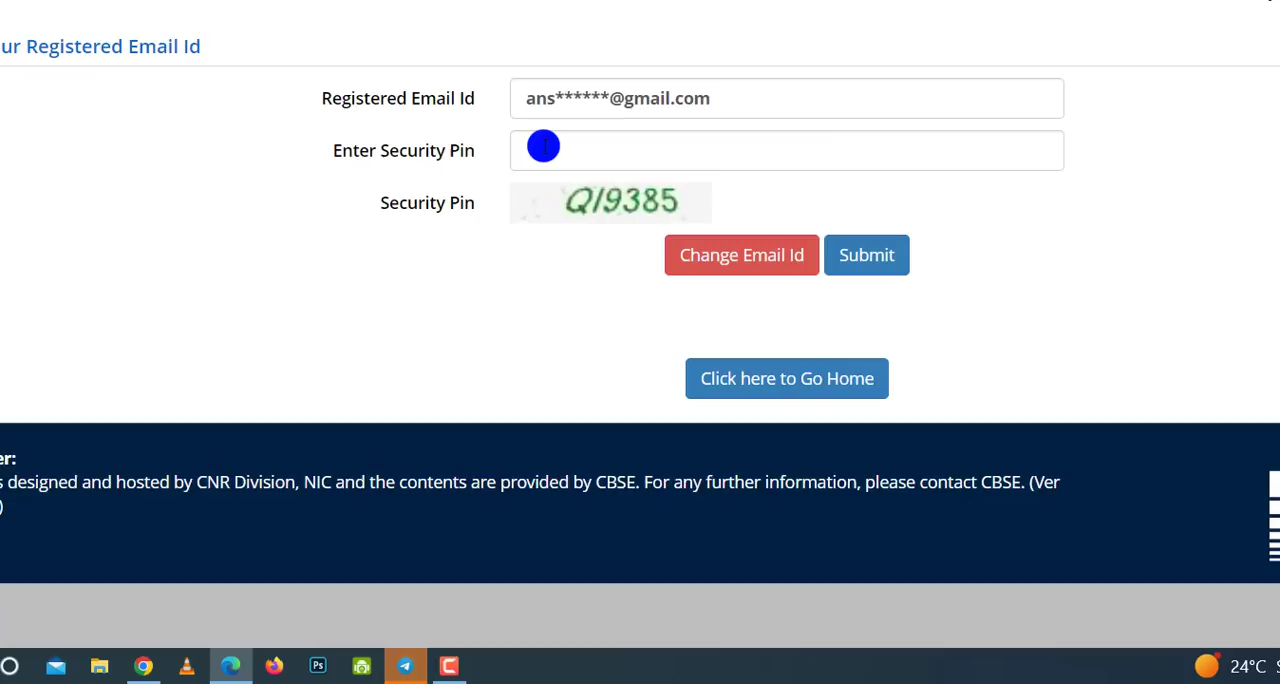 ur Registered Email Id
Registered Email Id ans******@gmail.com
Enter Security Pin
Security Pin QI9385
Change Email Id Submit
Click here to Go Home
er:
s designed and hosted by CNR Division, NIC and the contents are provided by CBSE. For any further information, please contact CBSE. (Ver
)
Ps
24°C S